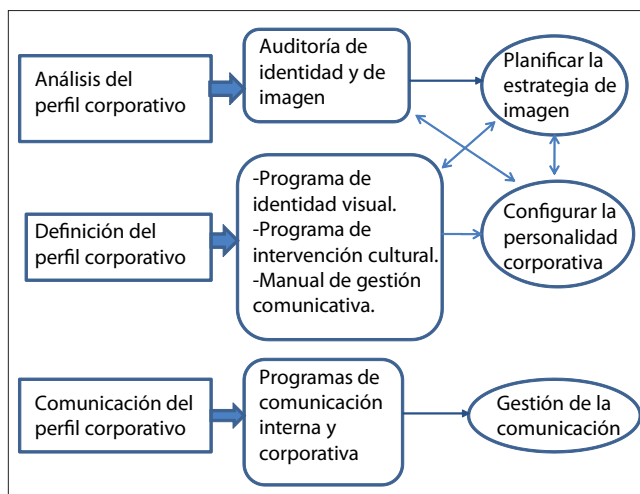 Análisis del
perfil corporativo
Auditoría de
identidad y de
imagen
Planificar la
estrategia de
imagen
Definición del
perfil corporativo
-Programa de
identidad visual.
-Programa de
intervención cultural.
-Manual de gestión
comunicativa.
Configurar la
personalidad
corporativa
Comunicación del
perfil corporativo
Programas de
comunicación
interna y
corporativa
Gestión de la
comunicación